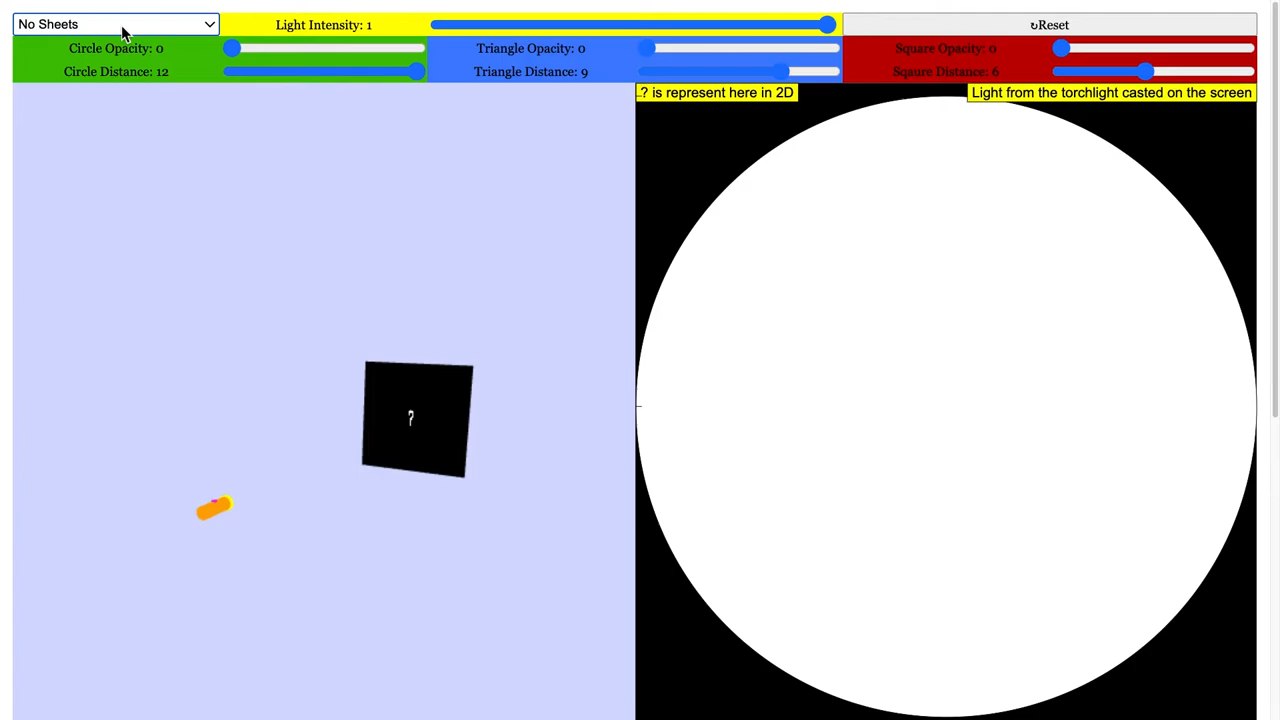 No Sheets
Light Intensity: 1
↻Reset
Circle Opacity: 0
Triangle Opacity: 0
Square Opacity: 0
Circle Distance: 12
Triangle Distance: 9
Sqaure Distance: 6
? is represent here in 2D
Light from the torchlight casted on the screen
?